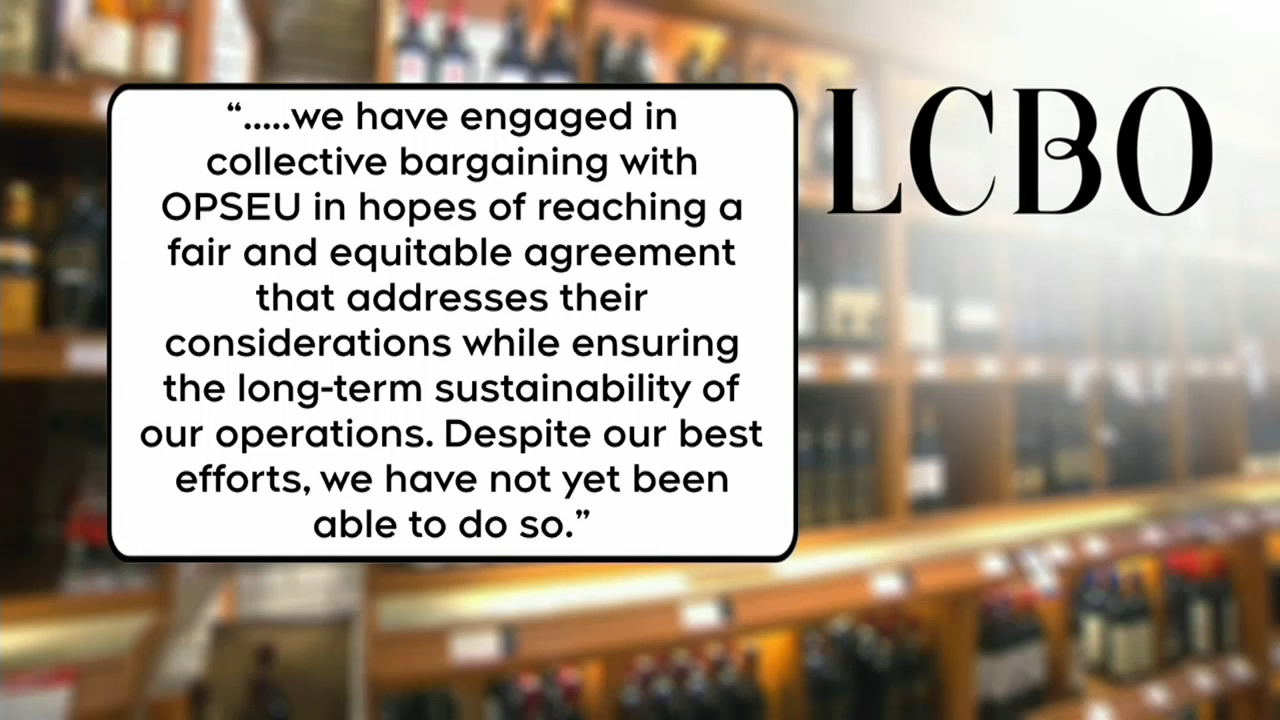 “.....we have engaged in
collective bargaining with
OPSEU in hopes of reaching a
fair and equitable agreement
that addresses their
considerations while ensuring
the long-term sustainability of
our operations. Despite our best
efforts, we have not yet been
able to do so.”
LCBO